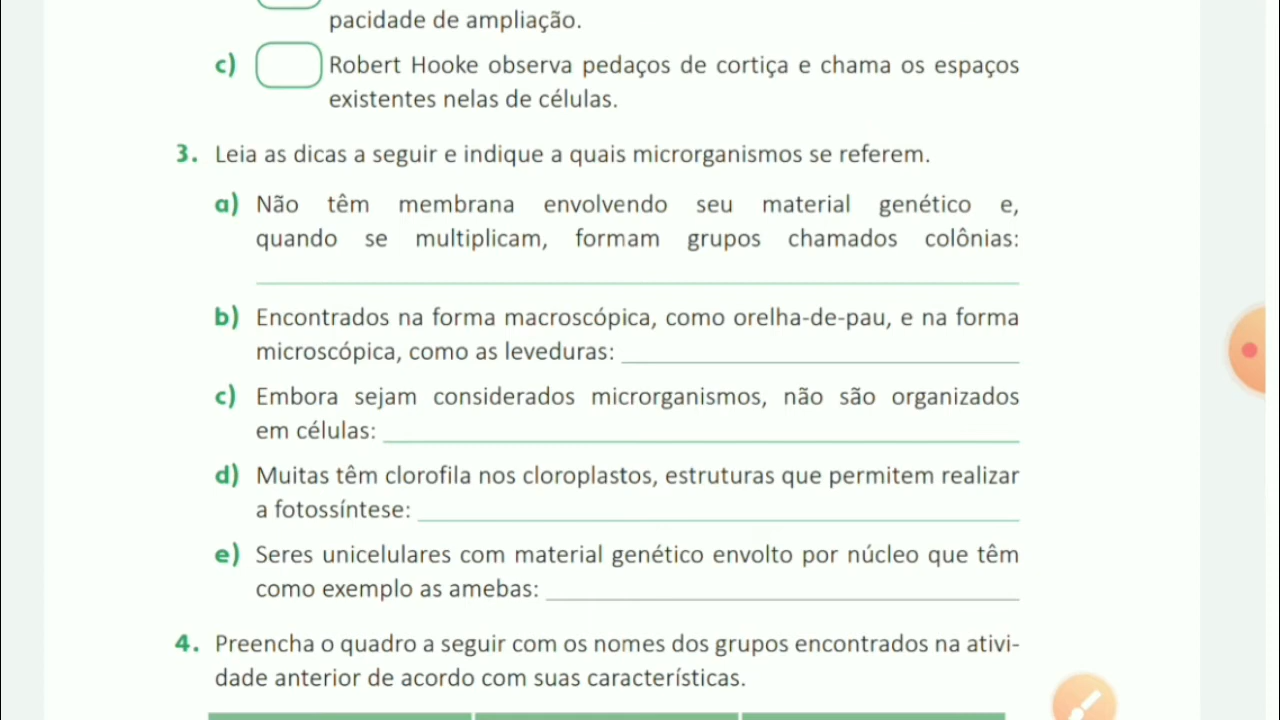 pacidade de ampliação.
c) Robert Hooke observa pedaços de cortiça e chama os espaços
existentes nelas de células.
3. Leia as dicas a seguir e indique a quais microrganismos se referem.
a) Não têm membrana envolvendo seu material genético e,
quando se multiplicam, formam grupos chamados colônias:
b) Encontrados na forma macroscópica, como orelha-de-pau, e na forma
microscópica, como as leveduras:
c) Embora sejam considerados microrganismos, não são organizados
em células:
d) Muitas têm clorofila nos cloroplastos, estruturas que permitem realizar
a fotossíntese:
e) Seres unicelulares com material genético envolto por núcleo que têm
como exemplo as amebas:
4. Preencha o quadro a seguir com os nomes dos grupos encontrados na ativi-
dade anterior de acordo com suas características.